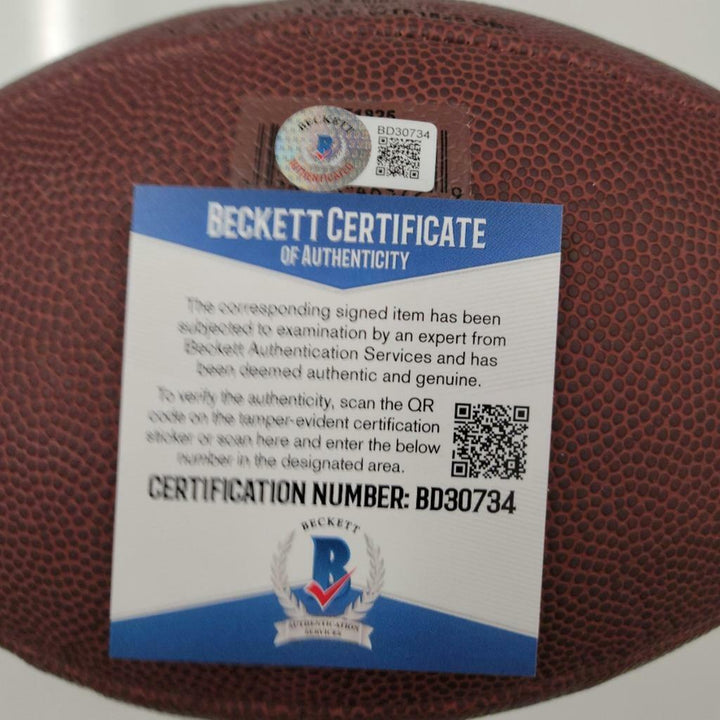 BECKETT
B
AUTHENTICATED
BD30734
BECKETT CERTIFICATE
OF AUTHENTICITY
The corresponding signed item has been
subjected to examination by an expert from
Beckett Authentication Services and has
been deemed authentic and genuine.
To verify the authenticity, scan the QR
code on the tamper-evident certification
sticker or scan here and enter the below
number in the designated area.
CERTIFICATION NUMBER: BD30734
BECKETT
B
AUTHENTICATION
SERVICES